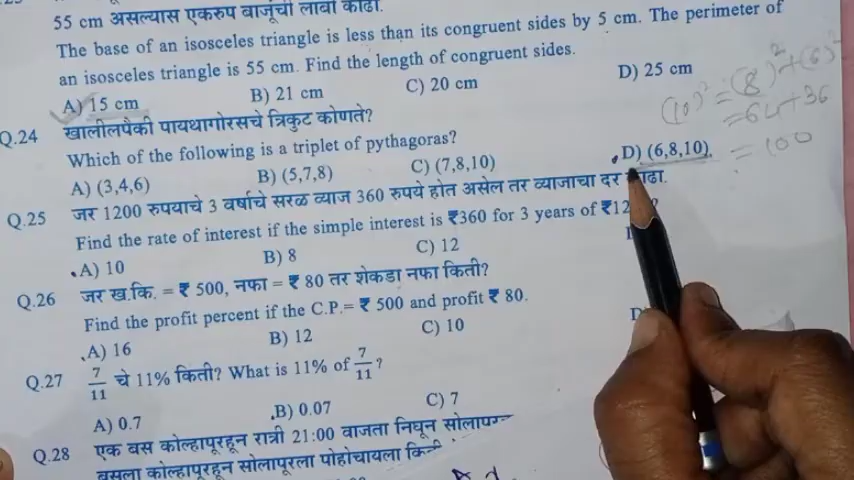 55 cm असल्यास एकरुप बाजूची लांबी काढा.
The base of an isosceles triangle is less than its congruent sides by 5 cm. The perimeter of
an isosceles triangle is 55 cm. Find the length of congruent sides.
A) 15 cm B) 21 cm C) 20 cm D) 25 cm
Q.24 खालीलपैकी पायथागोरसचे त्रिकुट कोणते?
Which of the following is a triplet of pythagoras?
A) (3,4,6) B) (5,7,8) C) (7,8,10) D) (6,8,10)
(10)² = (8)² + (6)²
= 64 + 36
= 100
Q.25 जर 1200 रुपयाचे 3 वर्षाचे सरळ व्याज 360 रुपये होत असेल तर व्याजाचा दर काढा.
Find the rate of interest if the simple interest is ₹360 for 3 years of ₹12
A) 10 B) 8 C) 12
Q.26 जर ख.कि. = ₹ 500, नफा = ₹ 80 तर शेकडा नफा किती?
Find the profit percent if the C.P.= ₹ 500 and profit ₹ 80.
A) 16 B) 12 C) 10 D
Q.27 7/11 चे 11% किती? What is 11% of 7/11?
A) 0.7 B) 0.07 C) 7
Q.28 एक बस कोल्हापूरहून रात्री 21:00 वाजता निघून
बसला कोल्हापूरहून सोलापूरला पोहोचायला